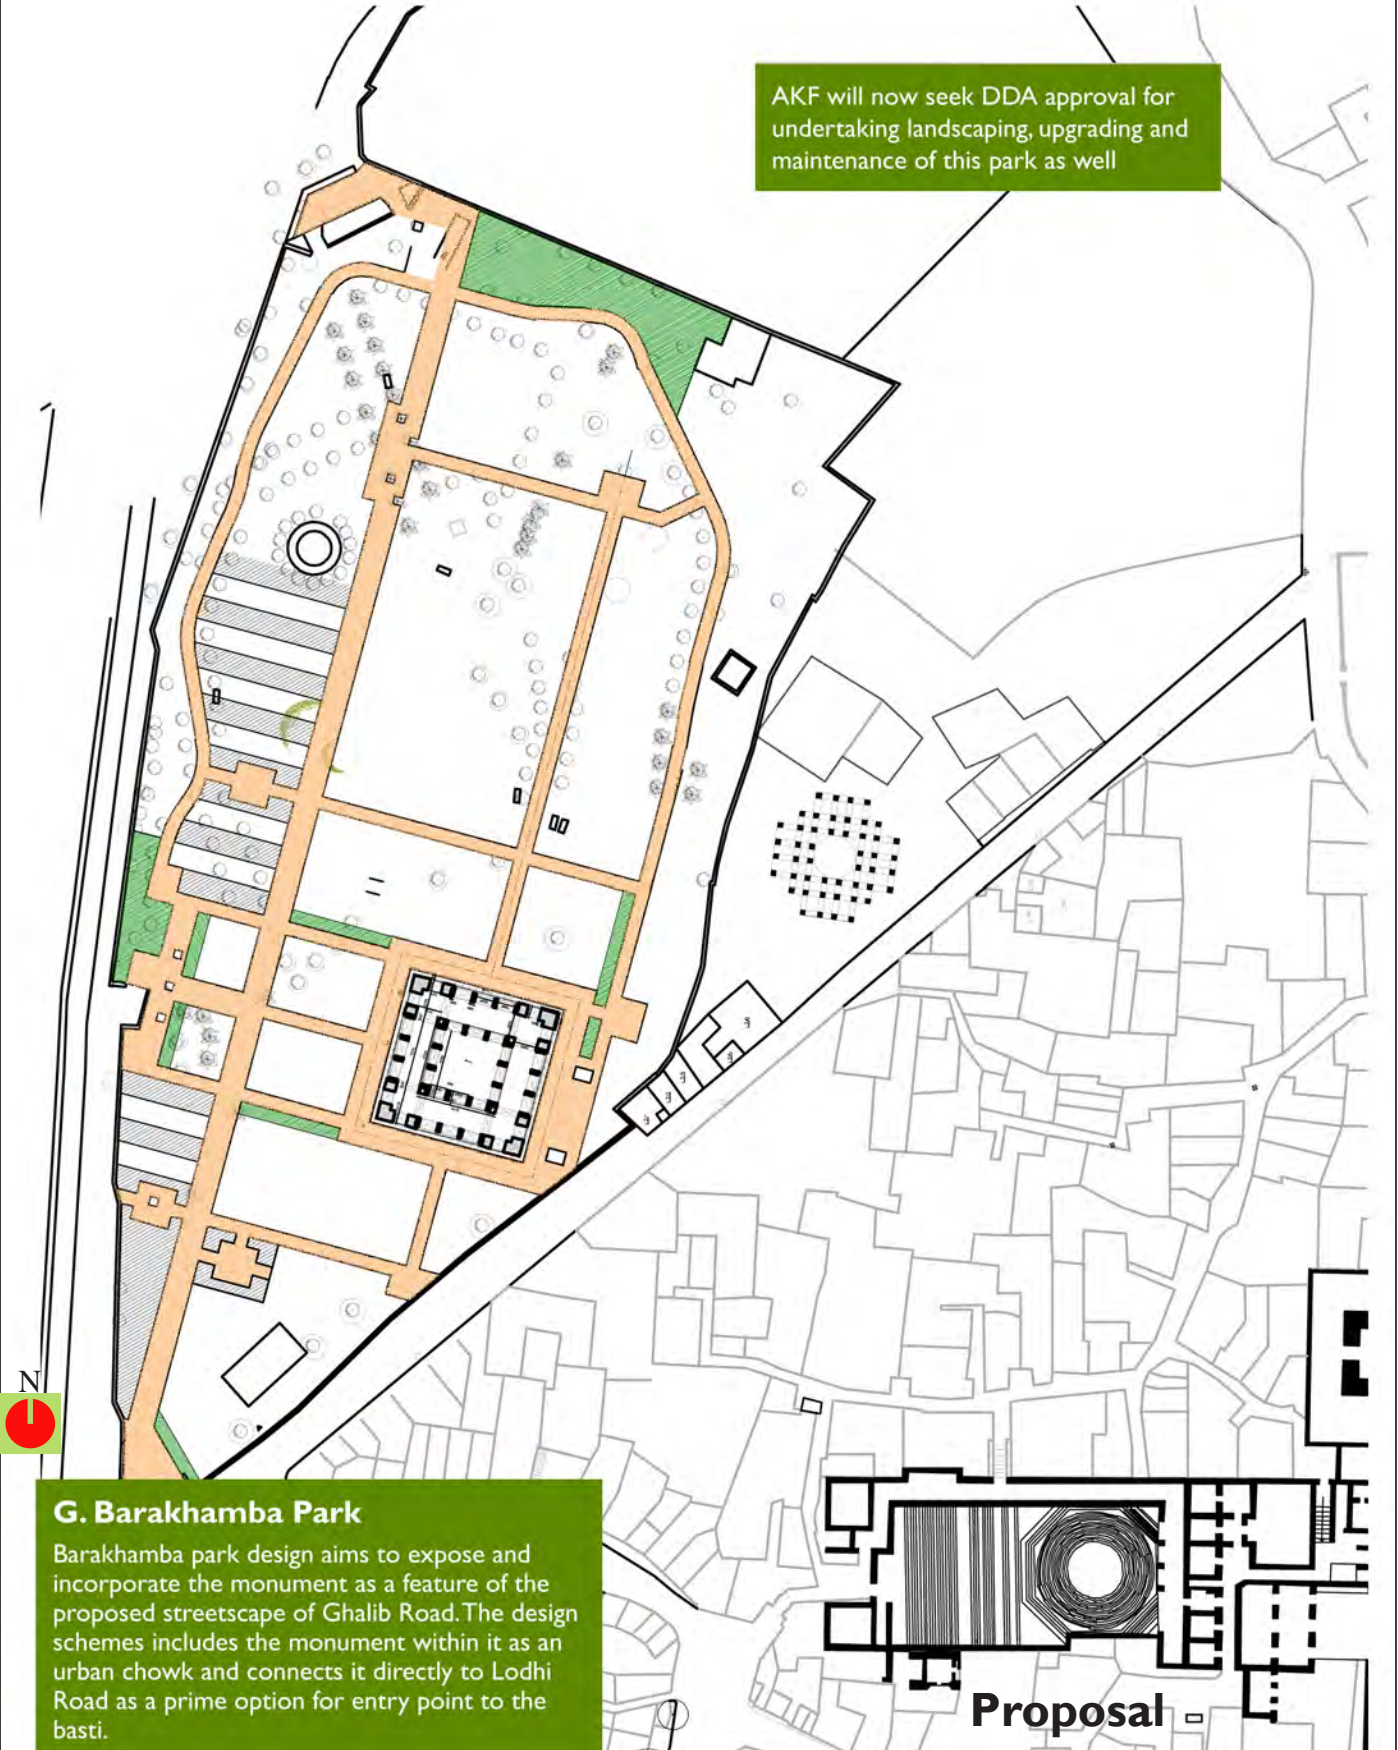 AKF will now seek DDA approval for
undertaking landscaping, upgrading and
maintenance of this park as well
N
G. Barakhamba Park
Barakhamba park design aims to expose and
incorporate the monument as a feature of the
proposed streetscape of Ghalib Road. The design
schemes includes the monument within it as an
urban chowk and connects it directly to Lodhi
Road as a prime option for entry point to the
basti.
Proposal